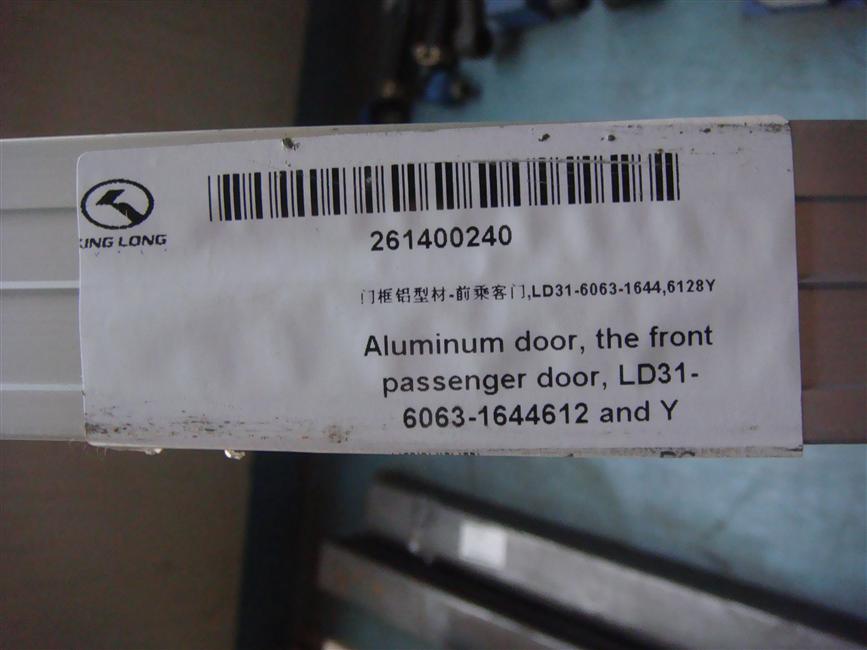 KING LONG
261400240
门框铝型材-前乘客门,LD31-6063-1644,6128Y
Aluminum door, the front
passenger door, LD31-
6063-1644612 and Y